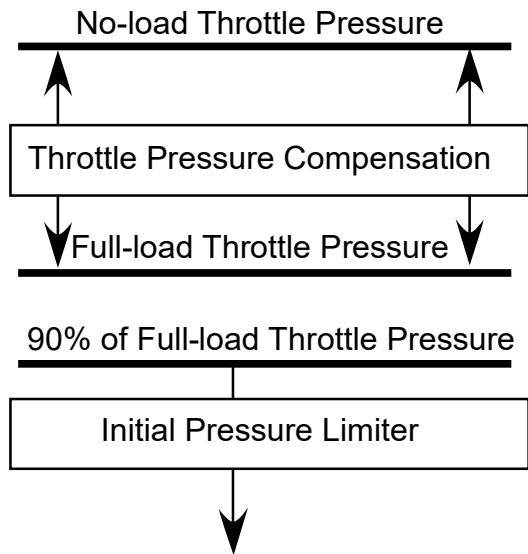 No-load Throttle Pressure
Throttle Pressure Compensation
Full-load Throttle Pressure
90% of Full-load Throttle Pressure
Initial Pressure Limiter